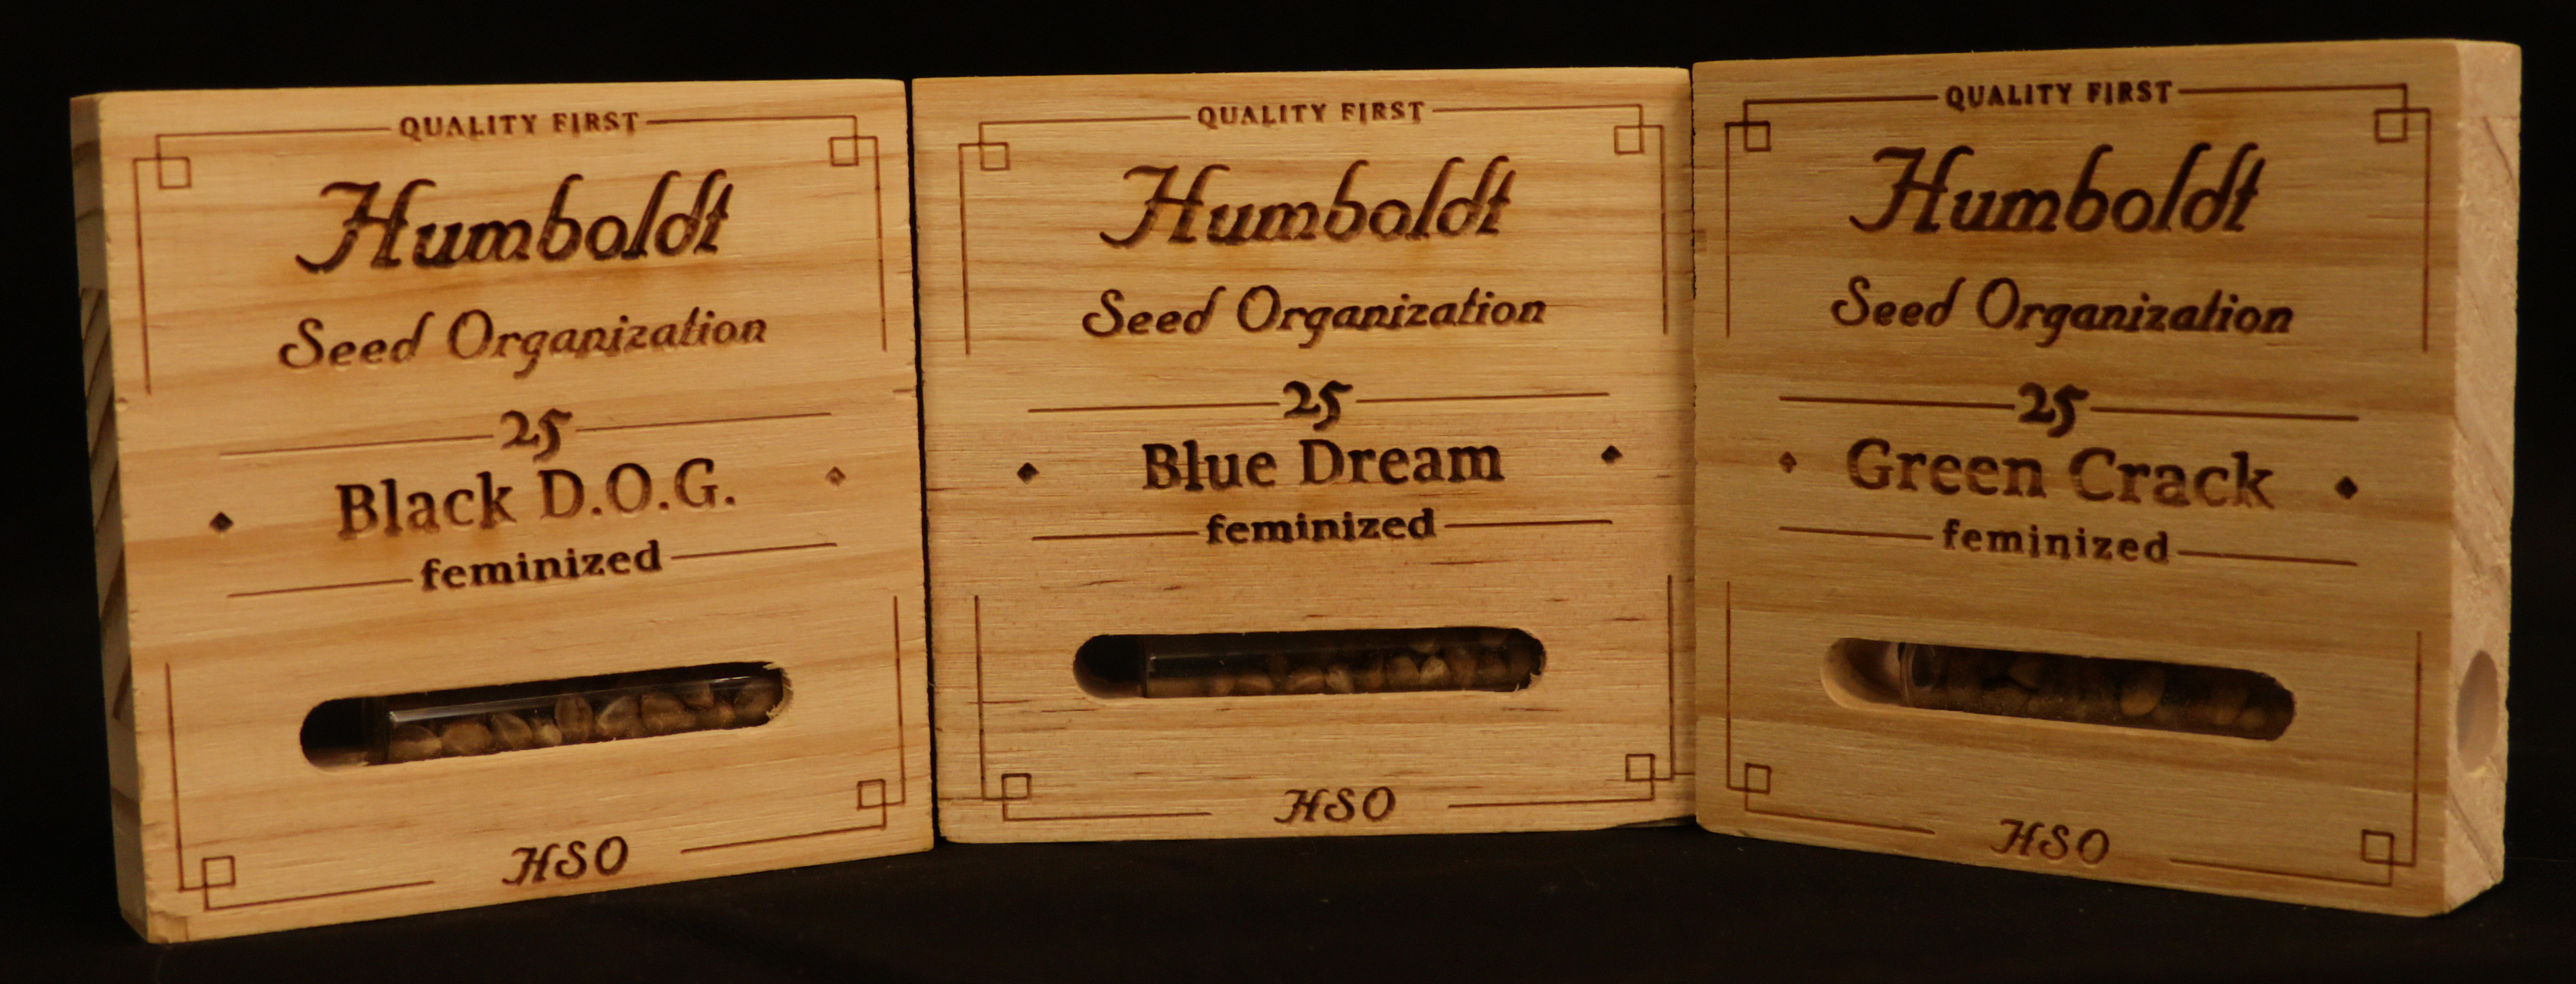 QUALITY FIRST
Humboldt
Seed Organization
25
Black D.O.G.
feminized
HSO
QUALITY FIRST
Humboldt
Seed Organization
25
Blue Dream
feminized
HSO
QUALITY FIRST
Humboldt
Seed Organization
25
Green Crack
feminized
HSO